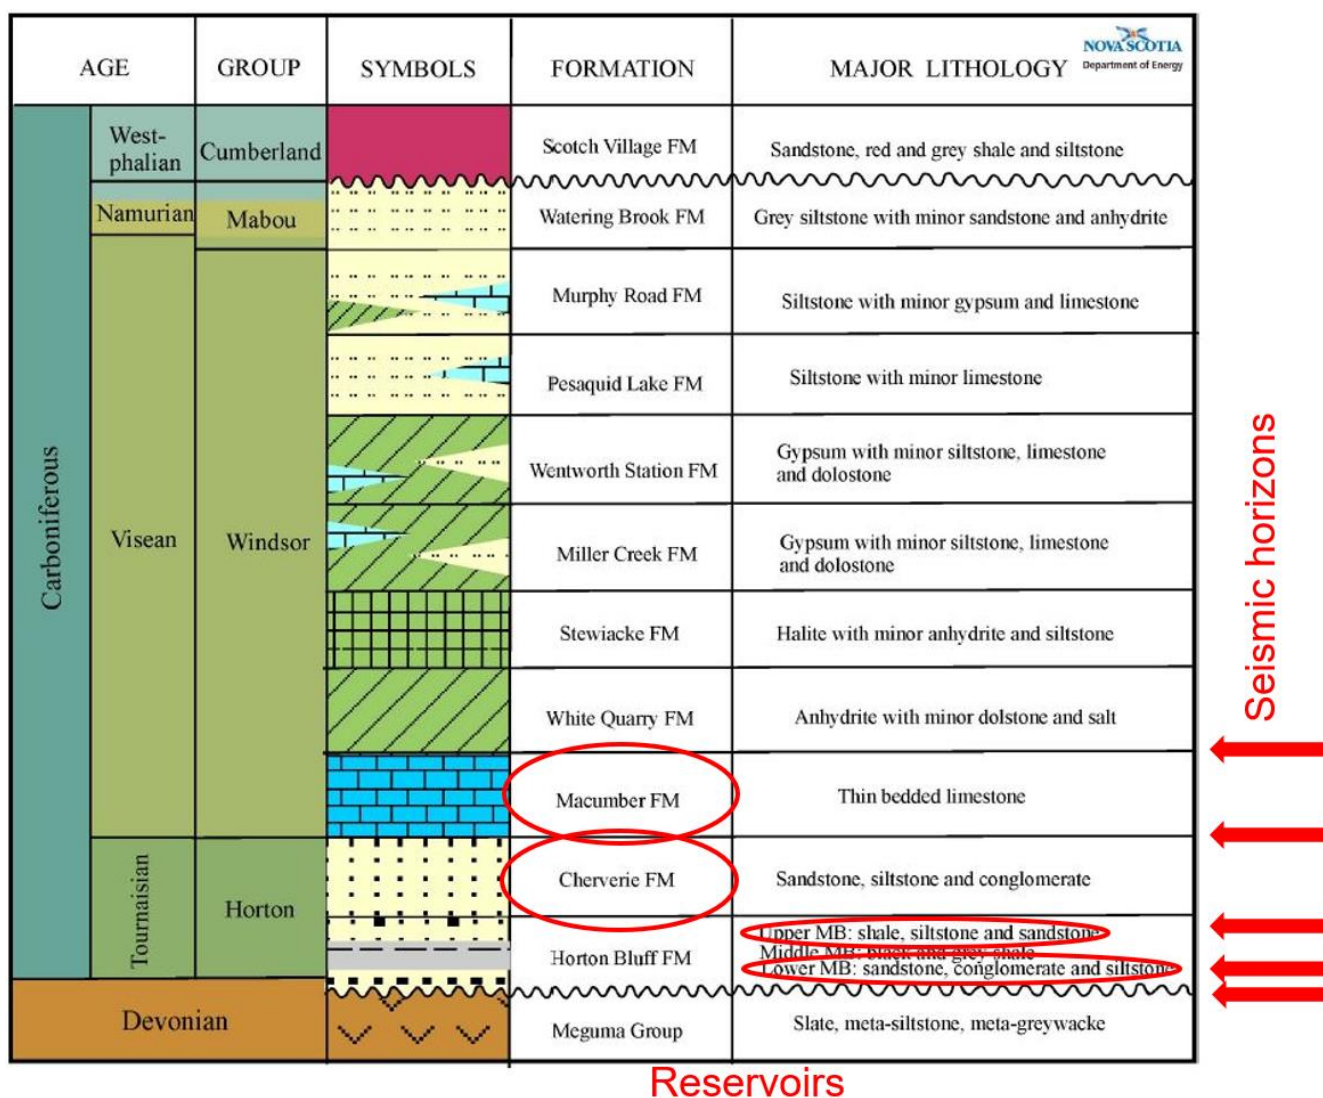 AGE GROUP SYMBOLS FORMATION MAJOR LITHOLOGY
NOVA SCOTIA
Department of Energy
Carboniferous
West-
phalian
Cumberland
Scotch Village FM
Sandstone, red and grey shale and siltstone
Namurian
Mabou
Watering Brook FM
Grey siltstone with minor sandstone and anhydrite
Visean
Windsor
Murphy Road FM
Siltstone with minor gypsum and limestone
Pesaquid Lake FM
Siltstone with minor limestone
Wentworth Station FM
Gypsum with minor siltstone, limestone
and dolostone
Miller Creek FM
Gypsum with minor siltstone, limestone
and dolostone
Stewiacke FM
Halite with minor anhydrite and siltstone
White Quarry FM
Anhydrite with minor dolstone and salt
Macumber FM
Thin bedded limestone
Tournaisian
Horton
Cherverie FM
Sandstone, siltstone and conglomerate
Horton Bluff FM
Upper MB: shale, siltstone and sandstone
Middle MB: black and grey shale
Lower MB: sandstone, conglomerate and siltstone
Devonian
Meguma Group
Slate, meta-siltstone, meta-greywacke
Seismic horizons
Reservoirs